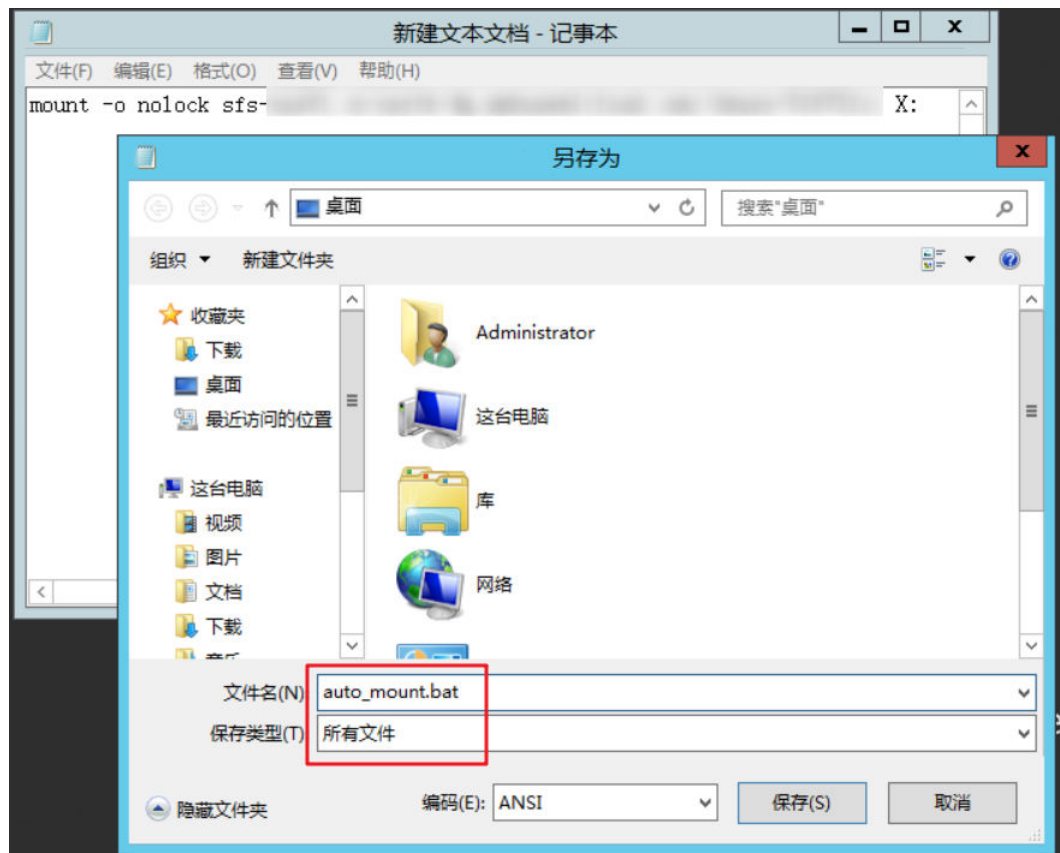 新建文本文档 - 记事本
文件(F) 编辑(E) 格式(O) 查看(V) 帮助(H)
mount -o nolock sfs- X:
另存为
桌面
搜索"桌面"
组织 新建文件夹
收藏夹
下载
桌面
最近访问的位置
这台电脑
视频
图片
文档
下载
音乐
Administrator
这台电脑
库
网络
文件名(N) auto_mount.bat
保存类型(T) 所有文件
隐藏文件夹
编码(E): ANSI
保存(S)
取消